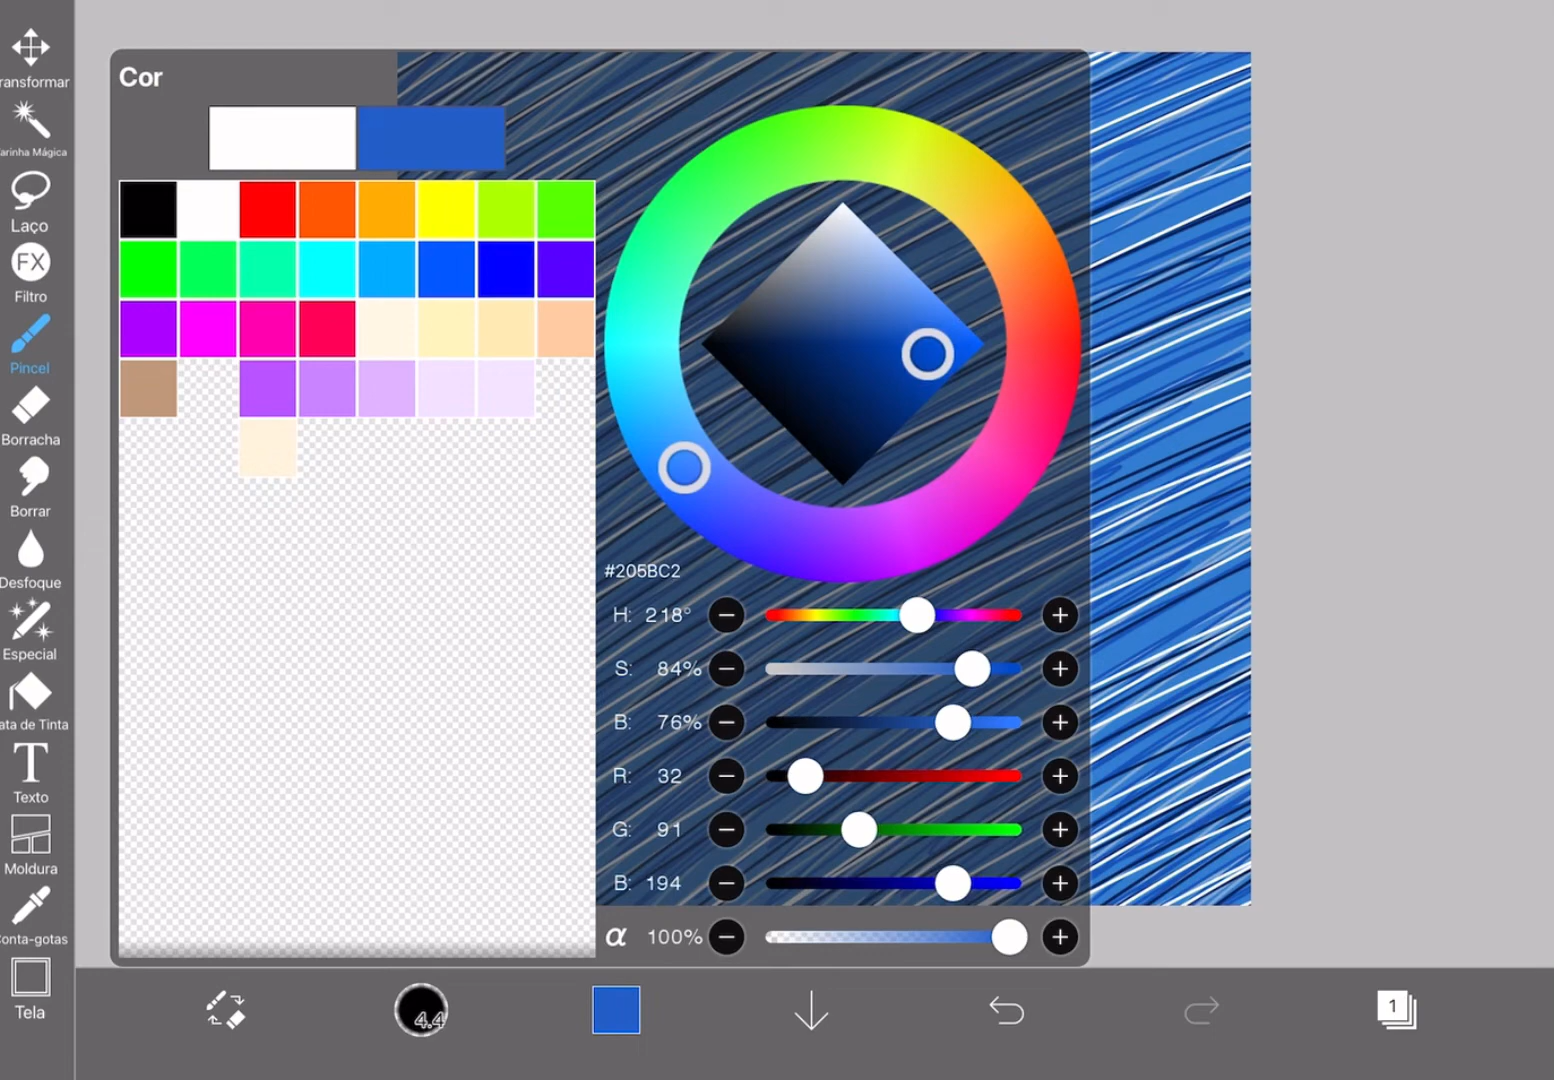 ransformar
arinha Mágica
Laço
FX
Filtro
Pincel
Borracha
Borrar
Desfoque
Especial
ata de Tinta
T
Texto
Moldura
onta-gotas
Tela
Cor
#205BC2
H: 218°
S: 84%
B: 76%
R: 32
G: 91
B: 194
α 100%
4.4
1